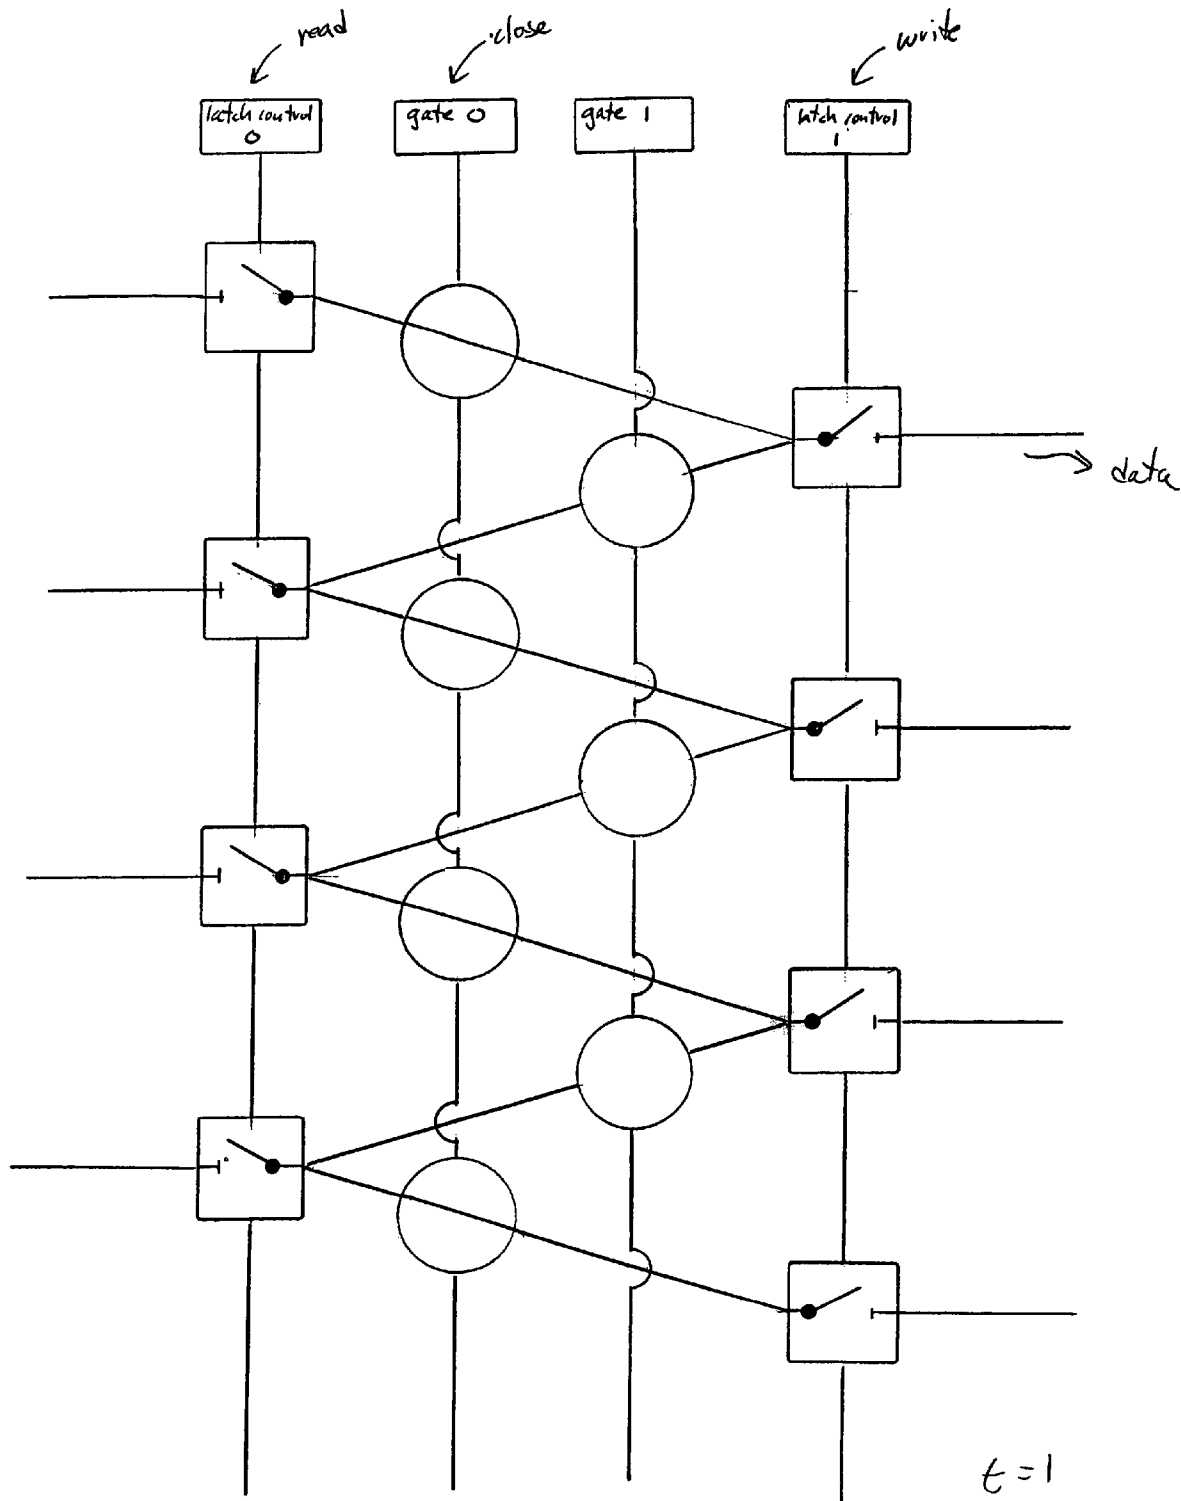 read
close
write
latch control
0
gate 0
gate 1
latch control
1
data
t = 1